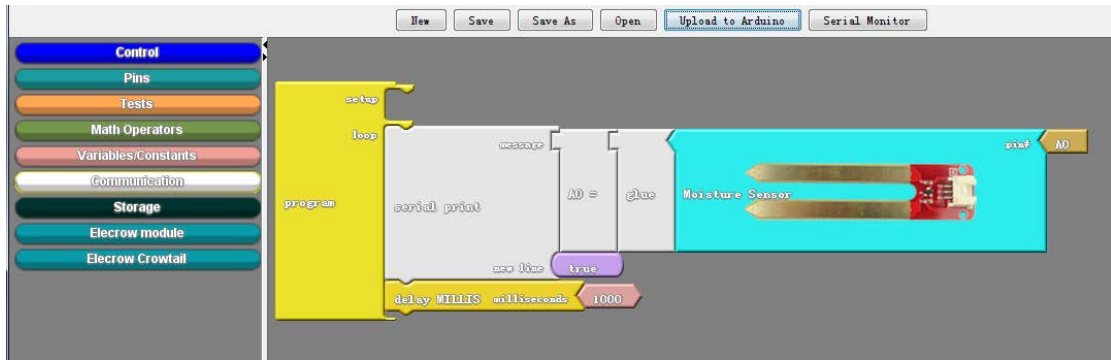 New Save Save As Open Upload to Arduino Serial Monitor
Control
Pins
Tests
Math Operators
Variables/Constants
Communication
Storage
Elecrow module
Elecrow Crowtail
program
setup
loop
serial print
message
A0 =
glue
Moisture Sensor
pin#
A0
new line
true
delay MILLIS milliseconds 1000